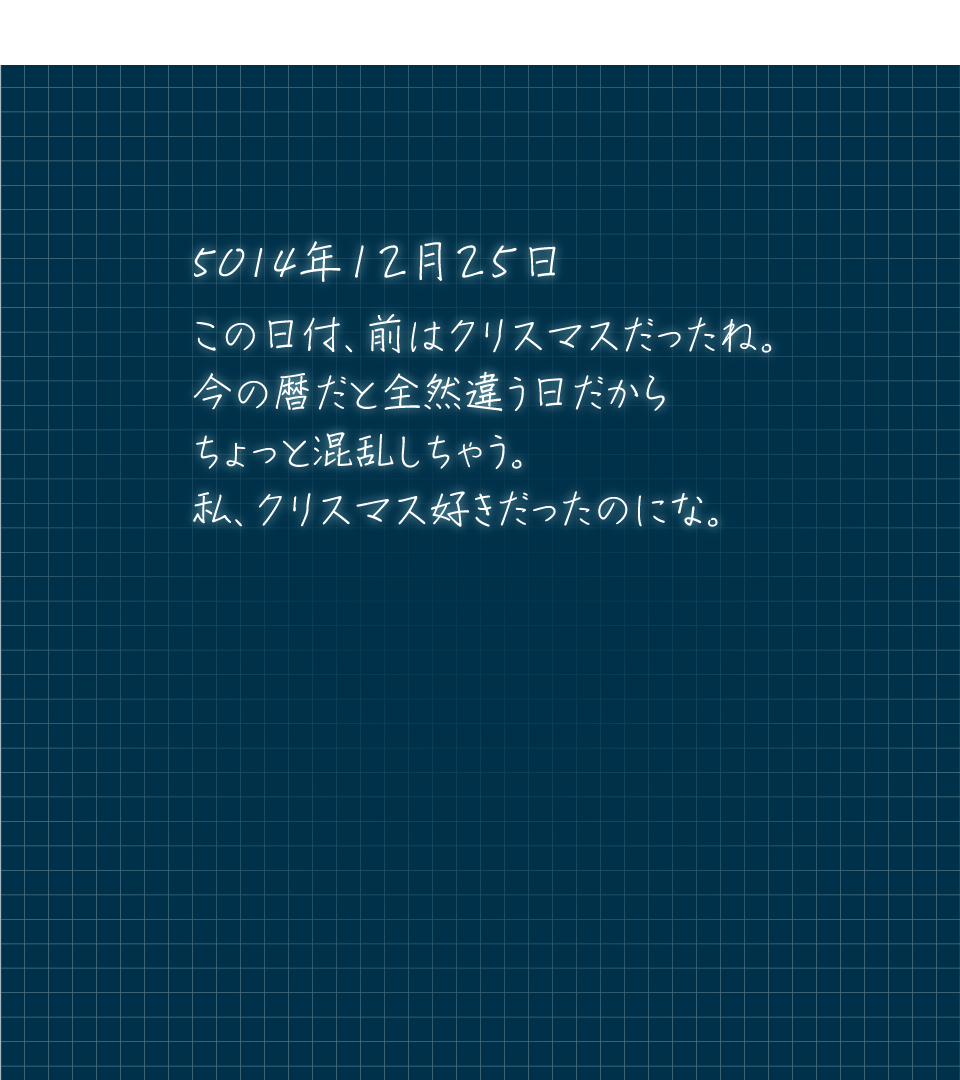 5014年12月25日
この日付、前はクリスマスだったね。
今の暦だと全然違う日だから
ちょっと混乱しちゃう。
私、クリスマス好きだったのにな。